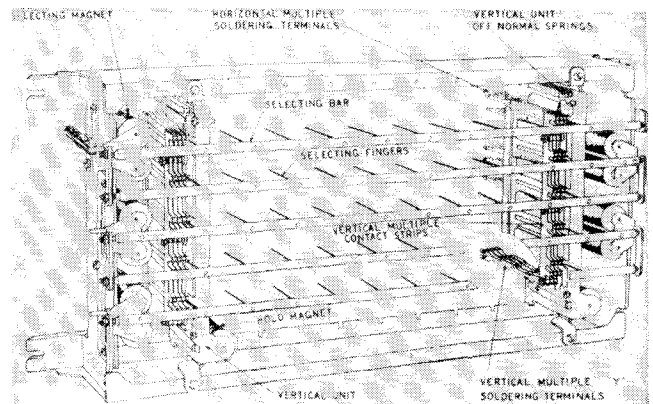 LECTING MAGNET
HORIZONTAL MULTIPLE
SOLDERING TERMINALS
VERTICAL UNIT
OFF NORMAL SPRINGS
SELECTING BAR
SELECTING FINGERS
VERTICAL MULTIPLE
CONTACT STRIPS
HOLD MAGNET
VERTICAL UNIT
VERTICAL MULTIPLE
SOLDERING TERMINALS